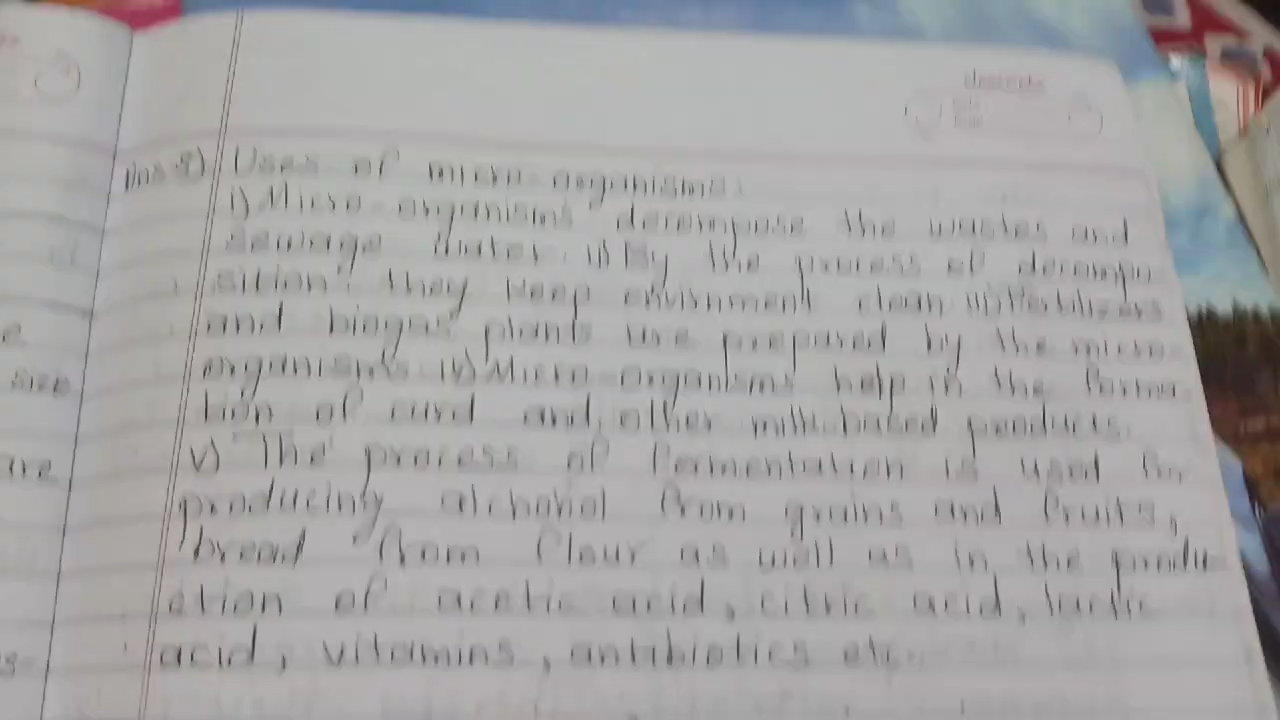 Ans 8) Uses of micro-organisms:
i) Micro-organisms decompose the wastes and
sewage water. ii) By the process of decompo
sition, they keep envirnment clean iii) Fertilizers
and biogas plants are prepared by the micro-
organisms iv) Micro-organisms help in the forma-
tion of curd and other milk-based products.
v) The process of fermentation is used for
producing alchohol from grains and fruits,
bread from flour as well as in the produ-
ction of acetic acid, citric acid, lactic
acid, vitamins, antibiotics etc.